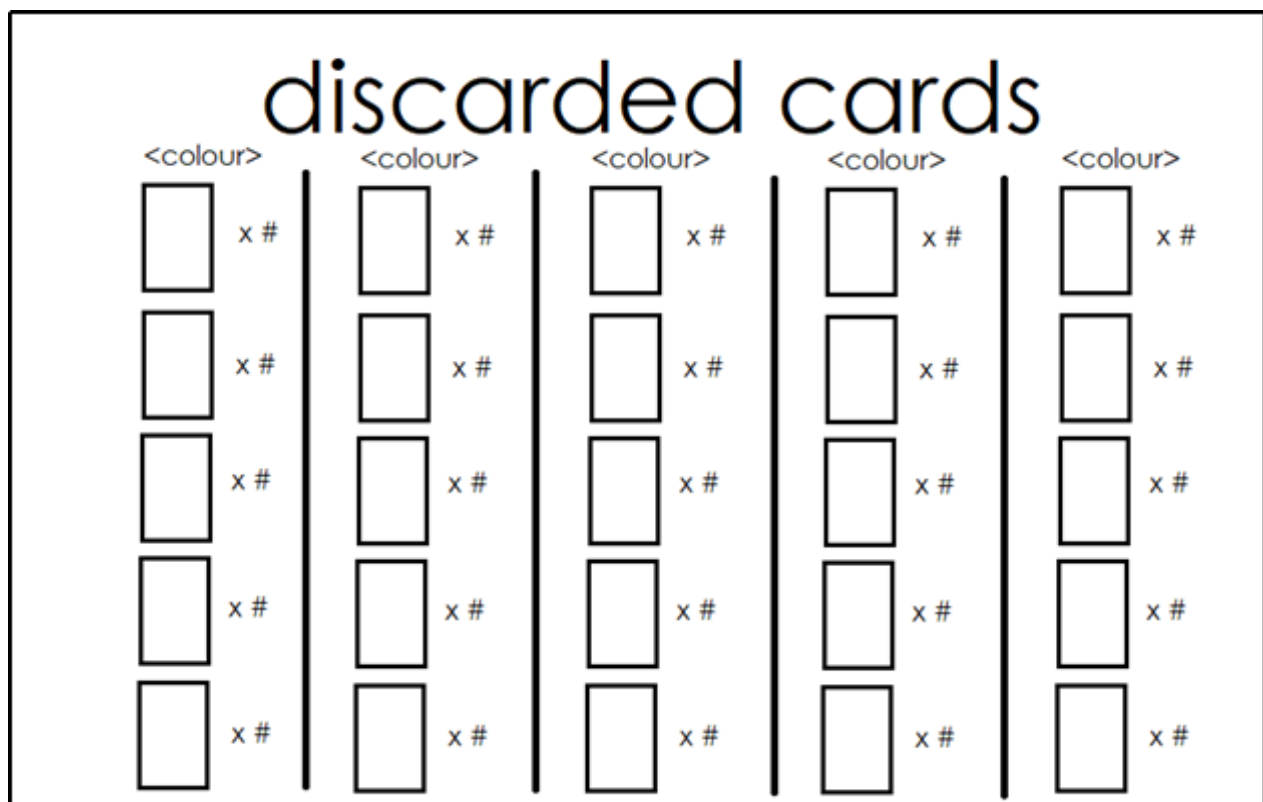 discarded cards
<colour> <colour> <colour> <colour> <colour>
x # x # x # x # x #
x # x # x # x # x #
x # x # x # x # x #
x # x # x # x # x #
x # x # x # x # x #